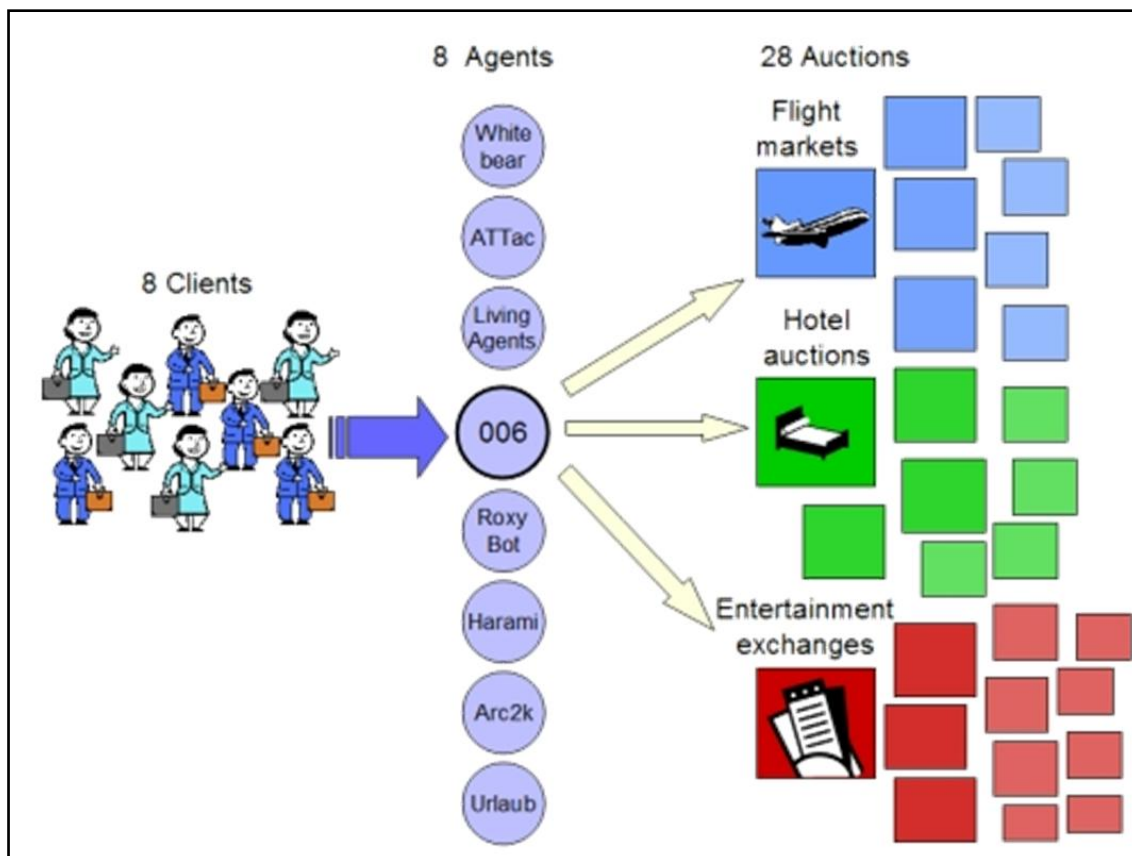 8 Agents
28 Auctions
8 Clients
White
bear
ATTac
Living
Agents
006
Roxy
Bot
Harami
Arc2k
Urlaub
Flight
markets
Hotel
auctions
Entertainment
exchanges